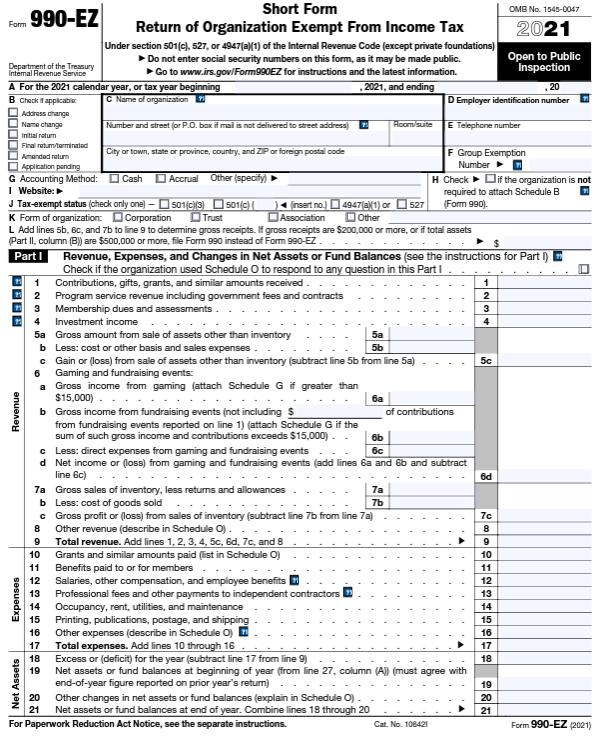 Form 990-EZ
Department of the Treasury
Internal Revenue Service
Short Form
Return of Organization Exempt From Income Tax
Under section 501(c), 527, or 4947(a)(1) of the Internal Revenue Code (except private foundations)
▶ Do not enter social security numbers on this form, as it may be made public.
▶ Go to www.irs.gov/Form990EZ for instructions and the latest information.
OMB No. 1545-0047
2021
Open to Public
Inspection
A For the 2021 calendar year, or tax year beginning , 2021, and ending , 20
B Check if applicable:
Address change
Name change
Initial return
Final return/terminated
Amended return
Application pending
C Name of organization
Number and street (or P.O. box if mail is not delivered to street address) Room/suite
City or town, state or province, country, and ZIP or foreign postal code
D Employer identification number
E Telephone number
F Group Exemption
Number ▶
G Accounting Method: Cash Accrual Other (specify) ▶
H Check ▶ if the organization is not
required to attach Schedule B
(Form 990).
I Website: ▶
J Tax-exempt status (check only one) — 501(c)(3) 501(c) ( ) ◀ (insert no.) 4947(a)(1) or 527
K Form of organization: Corporation Trust Association Other
L Add lines 5b, 6c, and 7b to line 9 to determine gross receipts. If gross receipts are $200,000 or more, or if total assets
(Part II, column (B)) are $500,000 or more, file Form 990 instead of Form 990-EZ . . . . . ▶ $
Part I Revenue, Expenses, and Changes in Net Assets or Fund Balances (see the instructions for Part I)
Check if the organization used Schedule O to respond to any question in this Part I . . . . .
Revenue
1 Contributions, gifts, grants, and similar amounts received . . . . . 1
2 Program service revenue including government fees and contracts . . . . . 2
3 Membership dues and assessments . . . . . 3
4 Investment income . . . . . 4
5a Gross amount from sale of assets other than inventory . . . . 5a
b Less: cost or other basis and sales expenses . . . . 5b
c Gain or (loss) from sale of assets other than inventory (subtract line 5b from line 5a) . . . . 5c
6 Gaming and fundraising events:
a Gross income from gaming (attach Schedule G if greater than
$15,000) . . . . . 6a
b Gross income from fundraising events (not including $ of contributions
from fundraising events reported on line 1) (attach Schedule G if the
sum of such gross income and contributions exceeds $15,000) . . 6b
c Less: direct expenses from gaming and fundraising events . . . 6c
d Net income or (loss) from gaming and fundraising events (add lines 6a and 6b and subtract
line 6c) . . . . . 6d
7a Gross sales of inventory, less returns and allowances . . . . 7a
b Less: cost of goods sold . . . . 7b
c Gross profit or (loss) from sales of inventory (subtract line 7b from line 7a) . . . . 7c
8 Other revenue (describe in Schedule O) . . . . . 8
9 Total revenue. Add lines 1, 2, 3, 4, 5c, 6d, 7c, and 8 . . . . . ▶ 9
Expenses
10 Grants and similar amounts paid (list in Schedule O) . . . . . 10
11 Benefits paid to or for members . . . . . 11
12 Salaries, other compensation, and employee benefits . . . . . 12
13 Professional fees and other payments to independent contractors . . . . . 13
14 Occupancy, rent, utilities, and maintenance . . . . . 14
15 Printing, publications, postage, and shipping . . . . . 15
16 Other expenses (describe in Schedule O) . . . . . 16
17 Total expenses. Add lines 10 through 16 . . . . . ▶ 17
Net Assets
18 Excess or (deficit) for the year (subtract line 17 from line 9) . . . . . 18
19 Net assets or fund balances at beginning of year (from line 27, column (A)) (must agree with
end-of-year figure reported on prior year's return) . . . . . 19
20 Other changes in net assets or fund balances (explain in Schedule O) . . . . . 20
21 Net assets or fund balances at end of year. Combine lines 18 through 20 . . . . . ▶ 21
For Paperwork Reduction Act Notice, see the separate instructions. Cat. No. 10642I Form 990-EZ (2021)